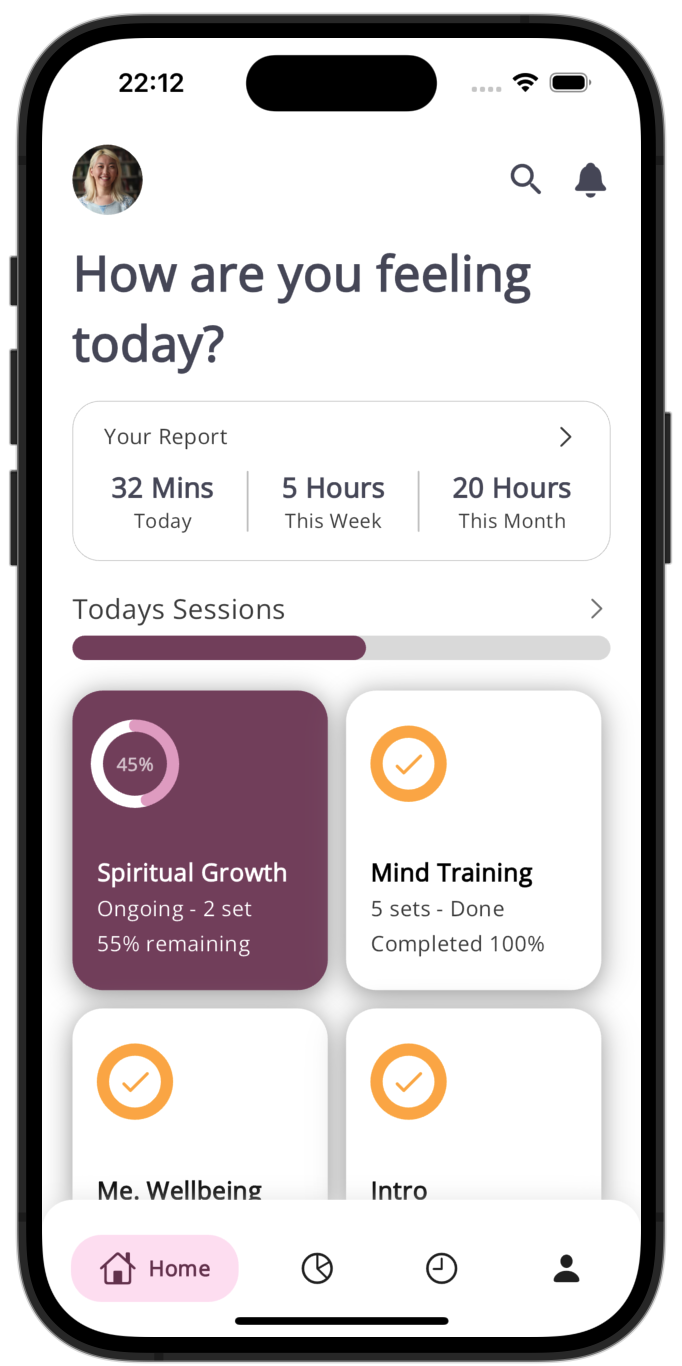 22:12
How are you feeling
today?
Your Report
32 Mins
Today
5 Hours
This Week
20 Hours
This Month
Todays Sessions
45%
Spiritual Growth
Ongoing - 2 set
55% remaining
Mind Training
5 sets - Done
Completed 100%
Me. Wellbeing
Intro
Home